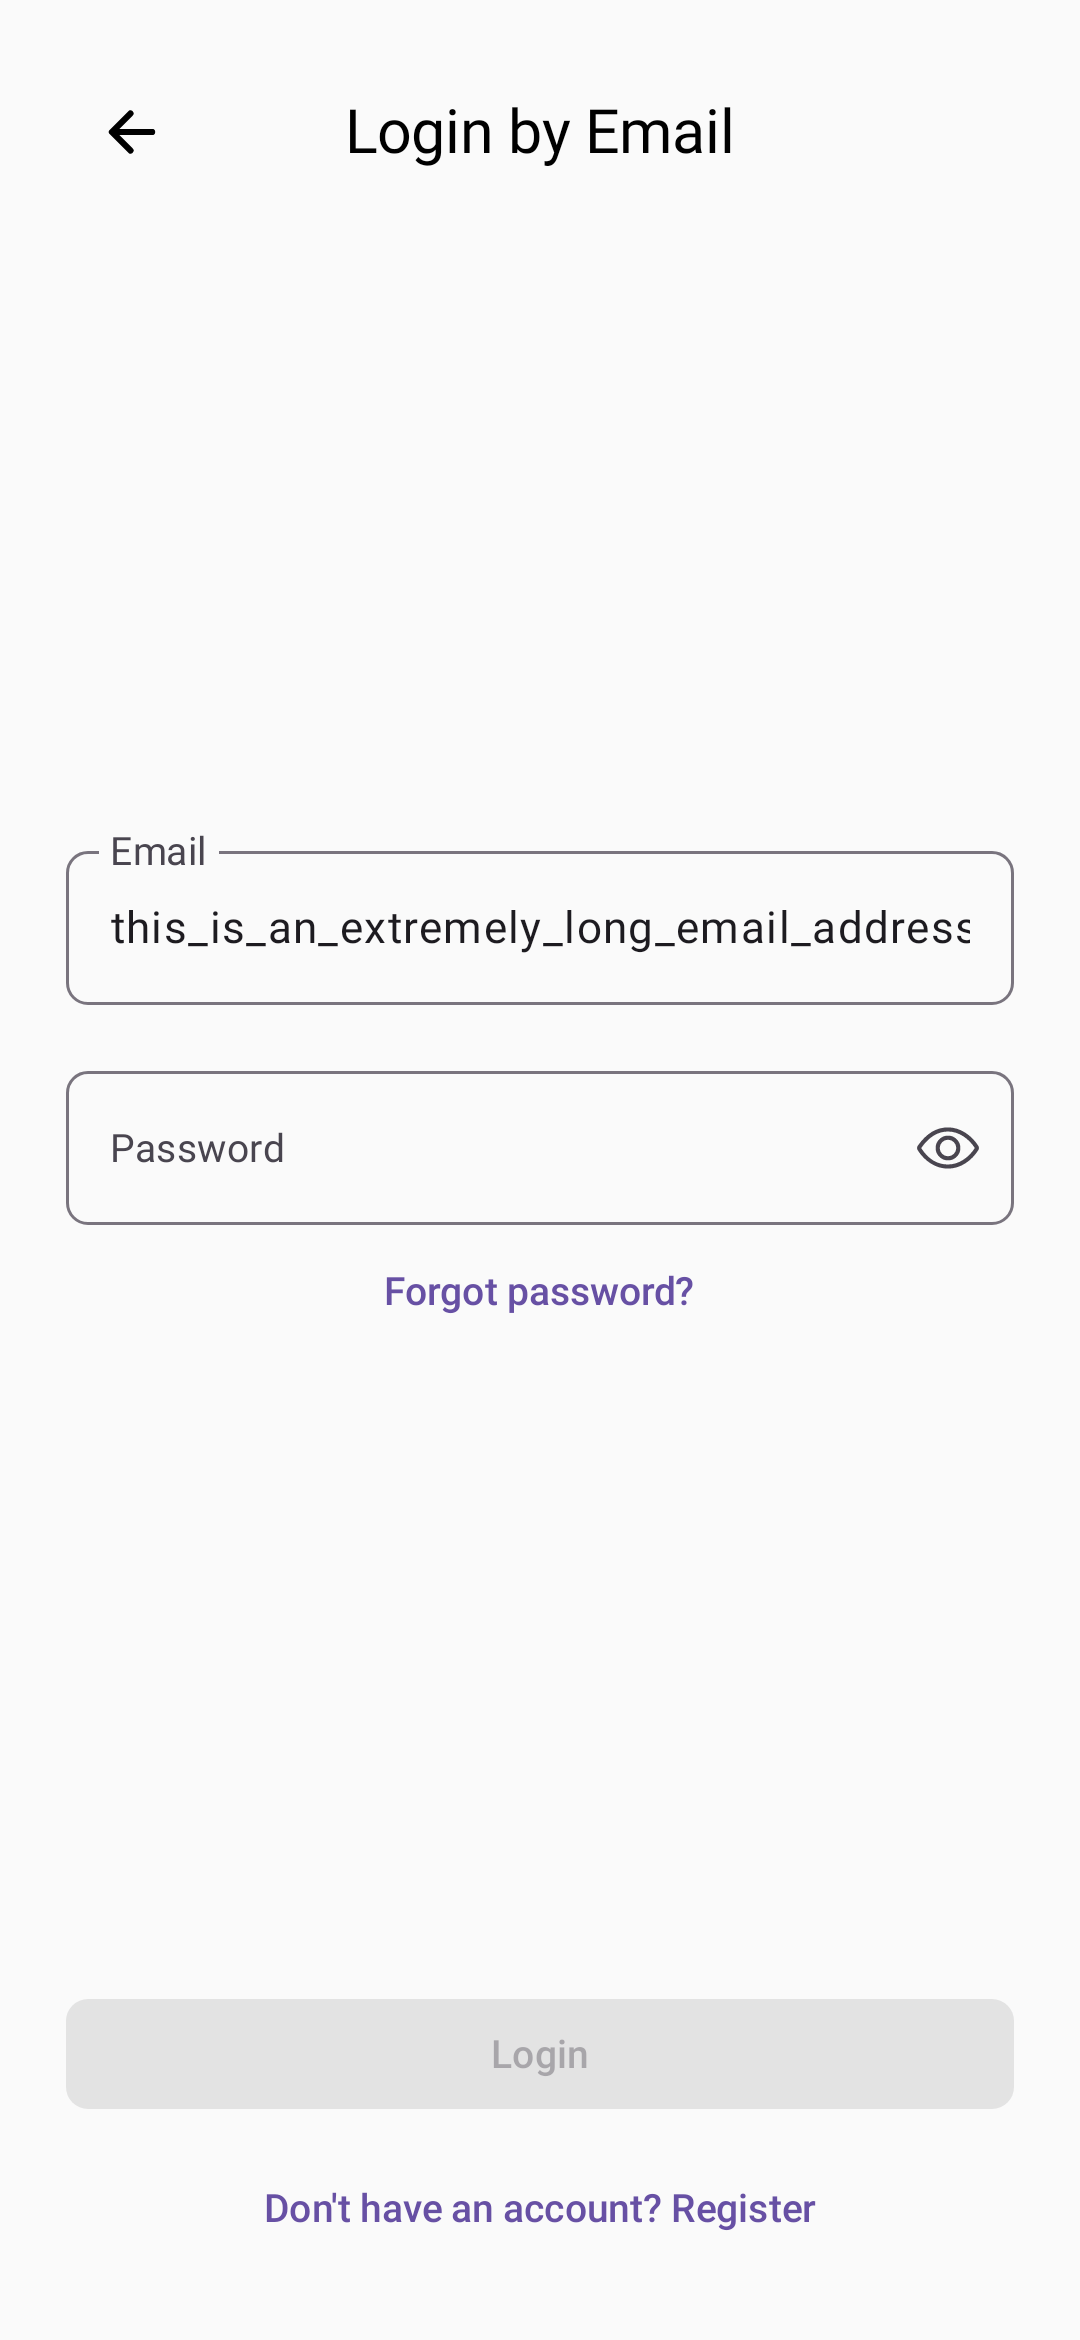 Login by Email
Email
this_is_an_extremely_long_email_address
Password
Forgot password?
Login
Don't have an account? Register